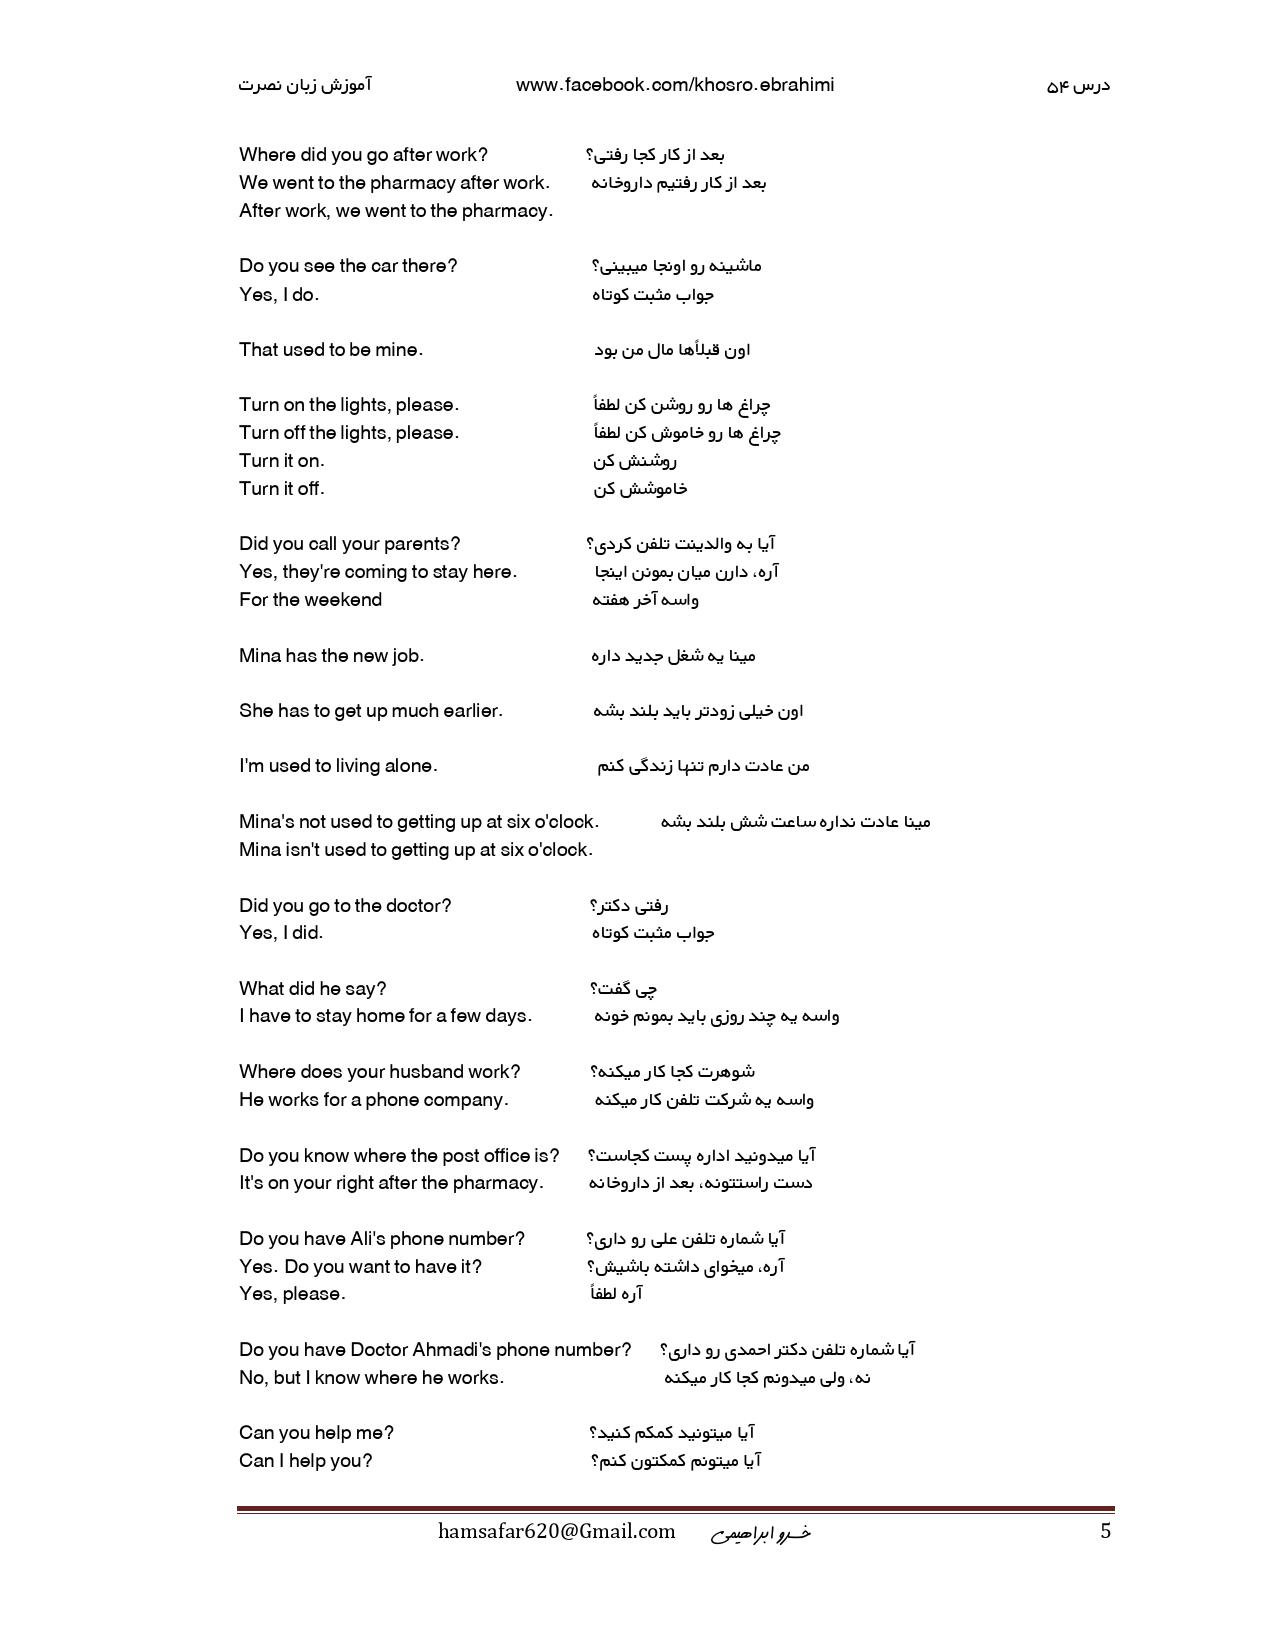 آموزش زبان نصرت www.facebook.com/khosro.ebrahimi درس ۵۴
Where did you go after work? بعد از کار کجا رفتی؟
We went to the pharmacy after work. بعد از کار رفتیم داروخانه
After work, we went to the pharmacy.
Do you see the car there? ماشینه رو اونجا میبینی؟
Yes, I do. جواب مثبت کوتاه
That used to be mine. اون قبلاًها مال من بود
Turn on the lights, please. چراغ ها رو روشن کن لطفاً
Turn off the lights, please. چراغ ها رو خاموش کن لطفاً
Turn it on. روشنش کن
Turn it off. خاموشش کن
Did you call your parents? آیا به والدینت تلفن کردی؟
Yes, they're coming to stay here. آره، دارن میان بمونن اینجا
For the weekend واسه آخر هفته
Mina has the new job. مینا یه شغل جدید داره
She has to get up much earlier. اون خیلی زودتر باید بلند بشه
I'm used to living alone. من عادت دارم تنها زندگی کنم
Mina's not used to getting up at six o'clock. مینا عادت نداره ساعت شش بلند بشه
Mina isn't used to getting up at six o'clock.
Did you go to the doctor? رفتی دکتر؟
Yes, I did. جواب مثبت کوتاه
What did he say? چی گفت؟
I have to stay home for a few days. واسه یه چند روزی باید بمونم خونه
Where does your husband work? شوهرت کجا کار میکنه؟
He works for a phone company. واسه یه شرکت تلفن کار میکنه
Do you know where the post office is? آیا میدونید اداره پست کجاست؟
It's on your right after the pharmacy. دست راستتونه، بعد از داروخانه
Do you have Ali's phone number? آیا شماره تلفن علی رو داری؟
Yes. Do you want to have it? آره، میخوای داشته باشیش؟
Yes, please. آره لطفاً
Do you have Doctor Ahmadi's phone number? آیا شماره تلفن دکتر احمدی رو داری؟
No, but I know where he works. نه، ولی میدونم کجا کار میکنه
Can you help me? آیا میتونید کمکم کنید؟
Can I help you? آیا میتونم کمکتون کنم؟
hamsafar620@Gmail.com خسرو ابراهیمی 5